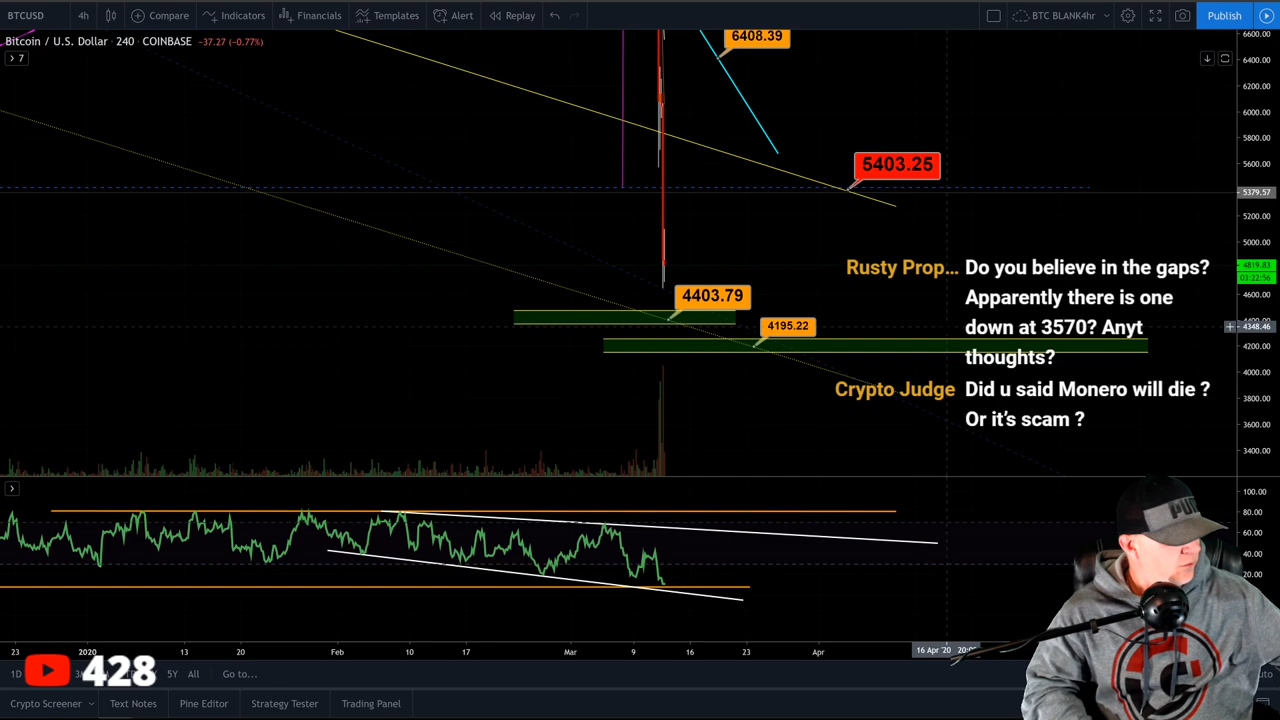 BTCUSD 4h Compare Indicators Financials Templates Alert Replay BTC BLANK4hr Publish
Bitcoin / U.S. Dollar · 240 · COINBASE −37.27 (−0.77%)
7
6408.39
5403.25
4403.79
4195.22
6600.00
6400.00
6200.00
6000.00
5800.00
5600.00
5379.57
5200.00
5000.00
4819.83
03:22:56
4600.00
4348.46
4200.00
4000.00
3800.00
3600.00
3400.00
Rusty Prop... Do you believe in the gaps?
Apparently there is one
down at 3570? Anyt
thoughts?
Crypto Judge Did u said Monero will die ?
Or it's scam ?
100.00
80.00
60.00
40.00
20.00
23 2020 13 20 Feb 10 17 Mar 9 16 23 Apr 16 Apr '20
1D 5Y All Go to...
428
Crypto Screener Text Notes Pine Editor Strategy Tester Trading Panel